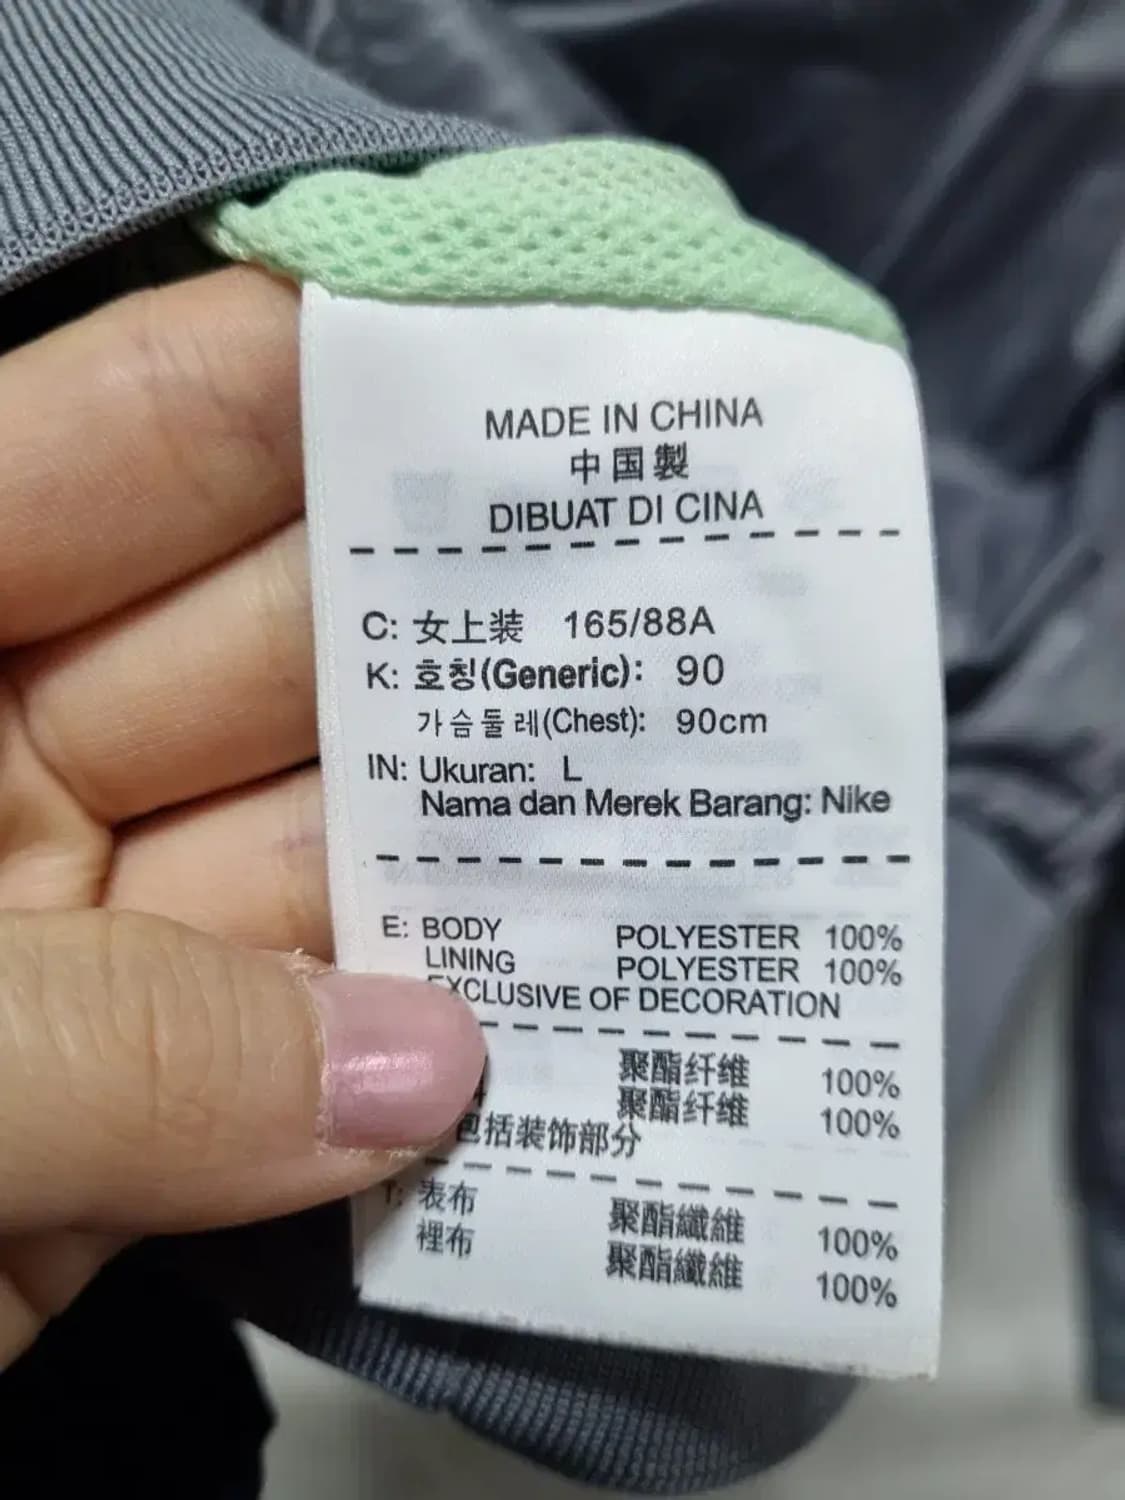 MADE IN CHINA
中国製
DIBUAT DI CINA
C: 女上装 165/88A
K: 호칭(Generic): 90
가슴둘레(Chest): 90cm
IN: Ukuran: L
Nama dan Merek Barang: Nike
E: BODY POLYESTER 100%
LINING POLYESTER 100%
EXCLUSIVE OF DECORATION
聚酯纤维 100%
聚酯纤维 100%
包括装饰部分
T: 表布 聚酯纖維 100%
裡布 聚酯纖維 100%